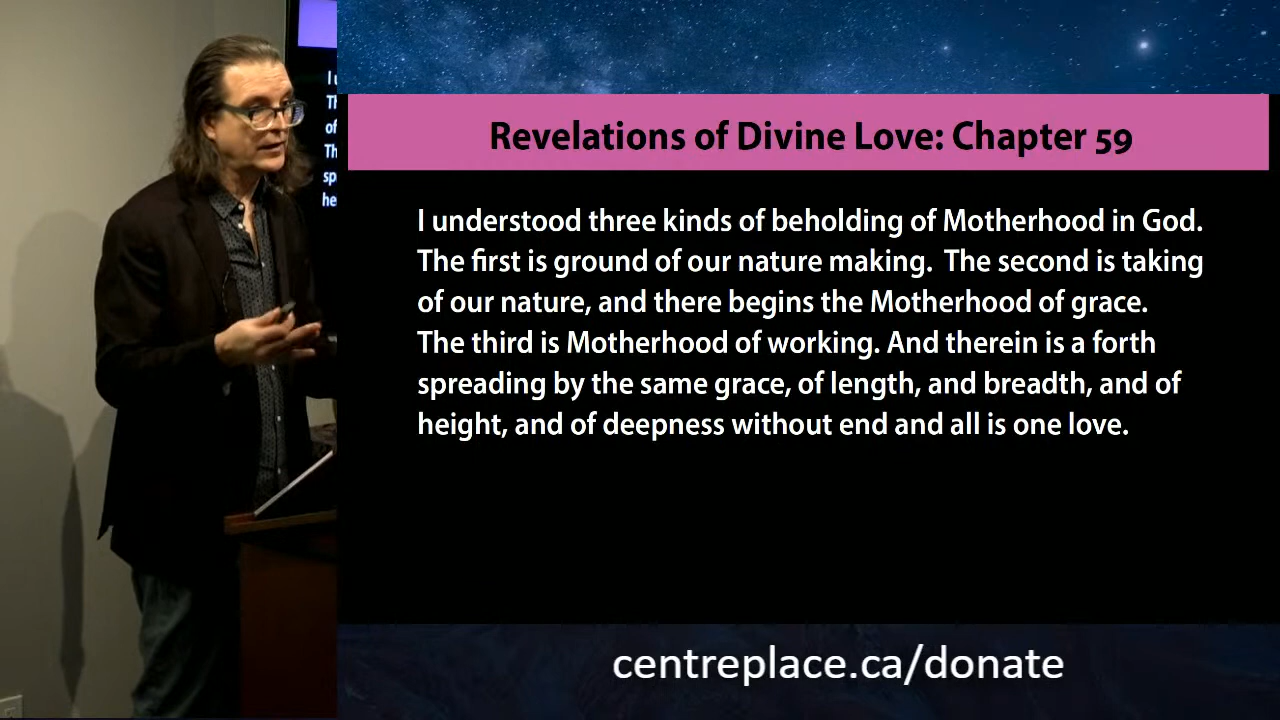 Revelations of Divine Love: Chapter 59
I understood three kinds of beholding of Motherhood in God.
The first is ground of our nature making.  The second is taking
of our nature, and there begins the Motherhood of grace.
The third is Motherhood of working. And therein is a forth
spreading by the same grace, of length, and breadth, and of
height, and of deepness without end and all is one love.
centreplace.ca/donate